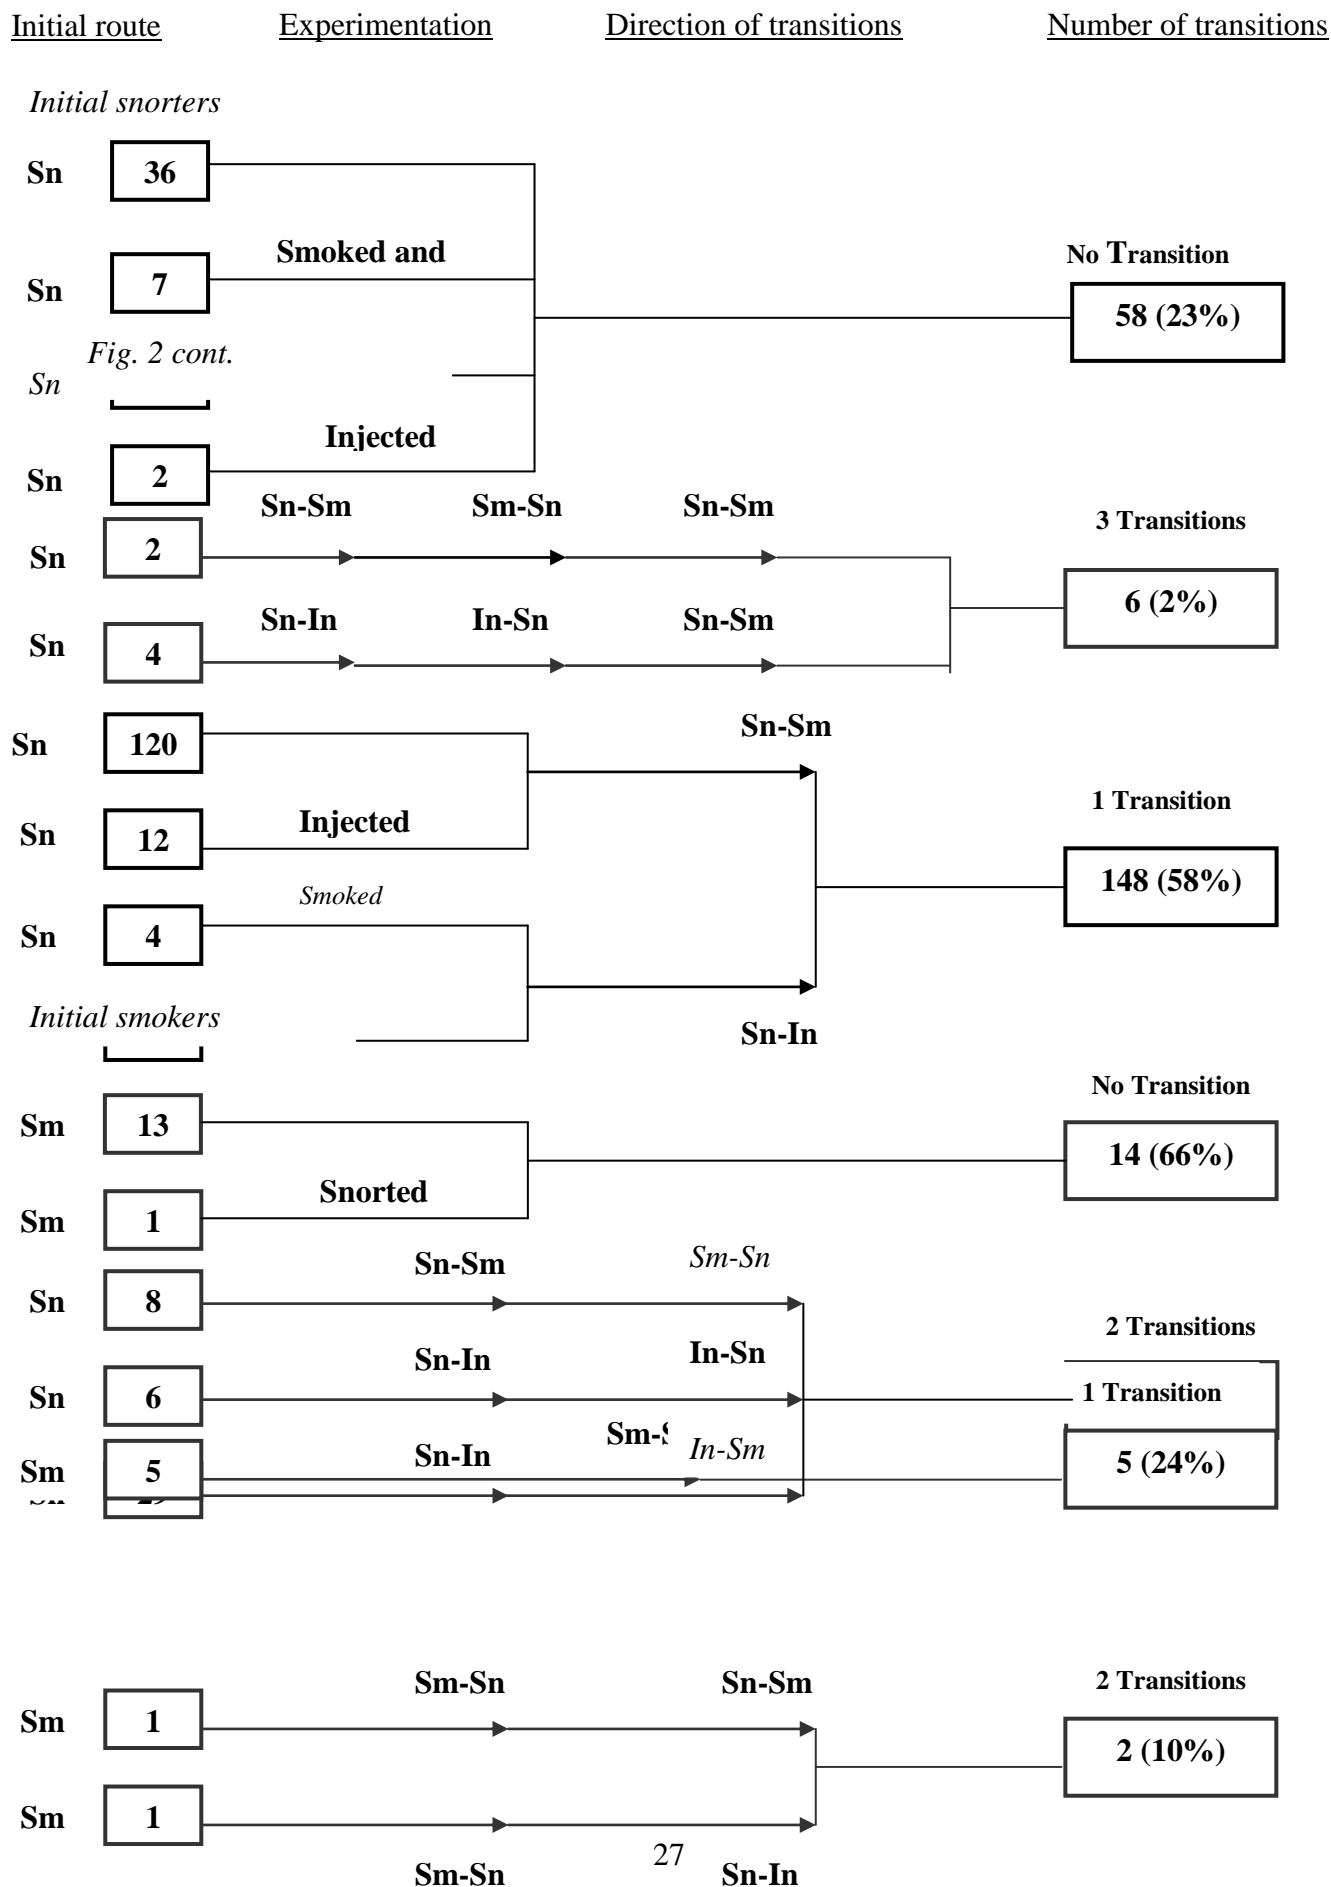 Initial route Experimentation Direction of transitions Number of transitions
Initial snorters
Sn 36
Smoked and
No Transition
Sn 7
58 (23%)
Fig. 2 cont.
Sn
Injected
Sn 2
Sn-Sm Sm-Sn Sn-Sm
3 Transitions
Sn 2
6 (2%)
Sn-In In-Sn Sn-Sm
Sn 4
Sn-Sm
Sn 120
1 Transition
Injected
Sn 12
148 (58%)
Smoked
Sn 4
Initial smokers
Sn-In
No Transition
Sm 13
14 (66%)
Snorted
Sm 1
Sn-Sm Sm-Sn
Sn 8
2 Transitions
Sn-In In-Sn
Sn 6
1 Transition
Sn-In In-Sm
Sm 5
5 (24%)
Sm-Sn Sn-Sm
2 Transitions
Sm 1
2 (10%)
Sm 1
27
Sm-Sn Sn-In